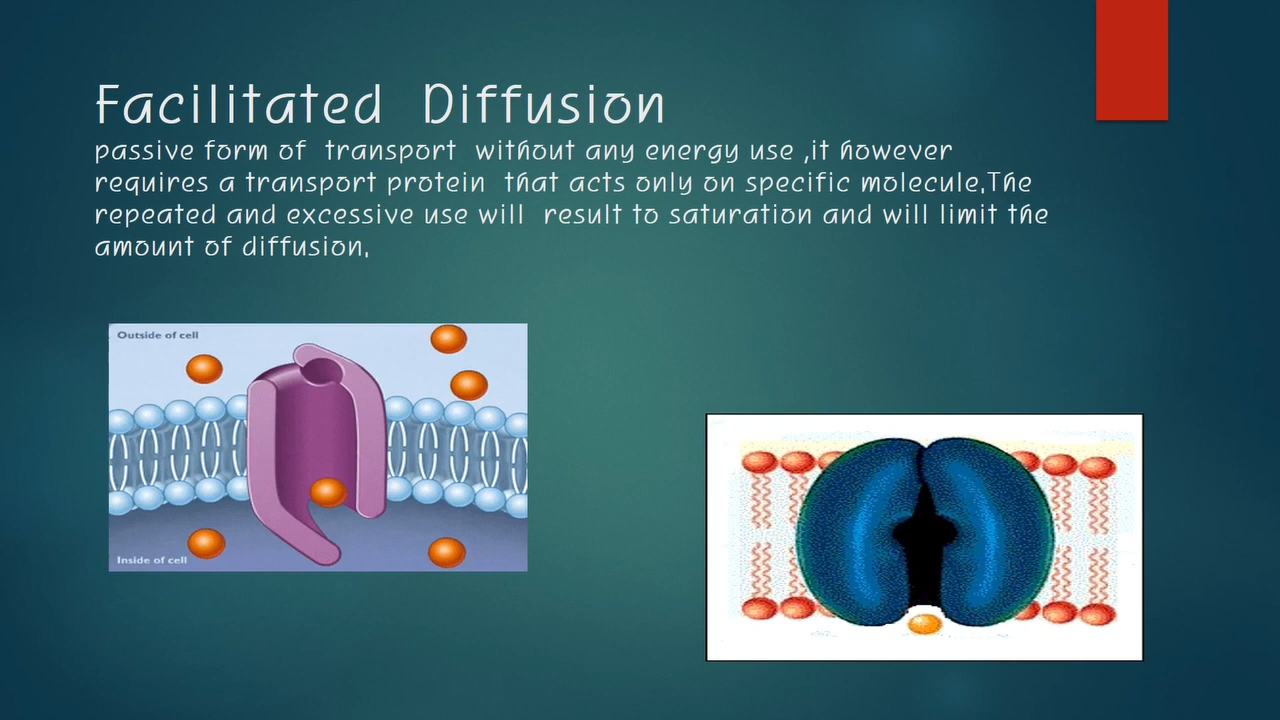 Facilitated Diffusion
passive form of transport without any energy use ,it however
requires a transport protein that acts only on specific molecule.The
repeated and excessive use will result to saturation and will limit the
amount of diffusion.
Outside of cell
Inside of cell